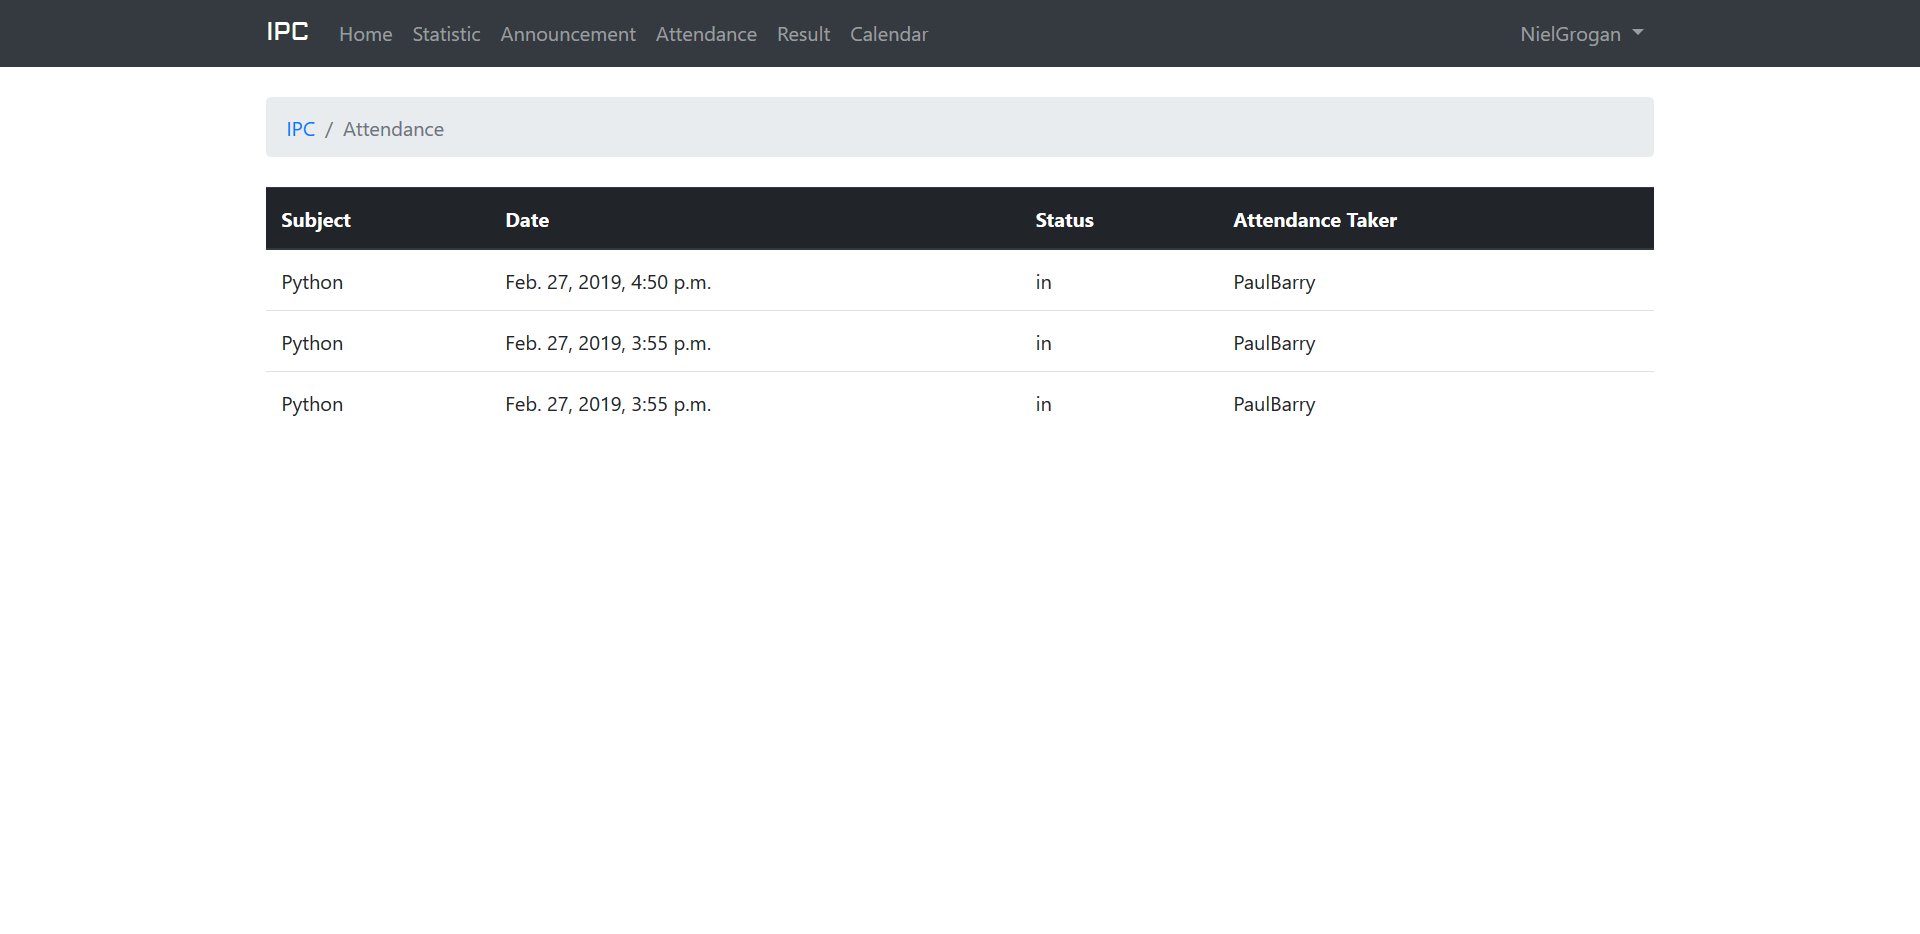 IPC Home Statistic Announcement Attendance Result Calendar NielGrogan
IPC / Attendance
Subject Date Status Attendance Taker
Python Feb. 27, 2019, 4:50 p.m. in PaulBarry
Python Feb. 27, 2019, 3:55 p.m. in PaulBarry
Python Feb. 27, 2019, 3:55 p.m. in PaulBarry